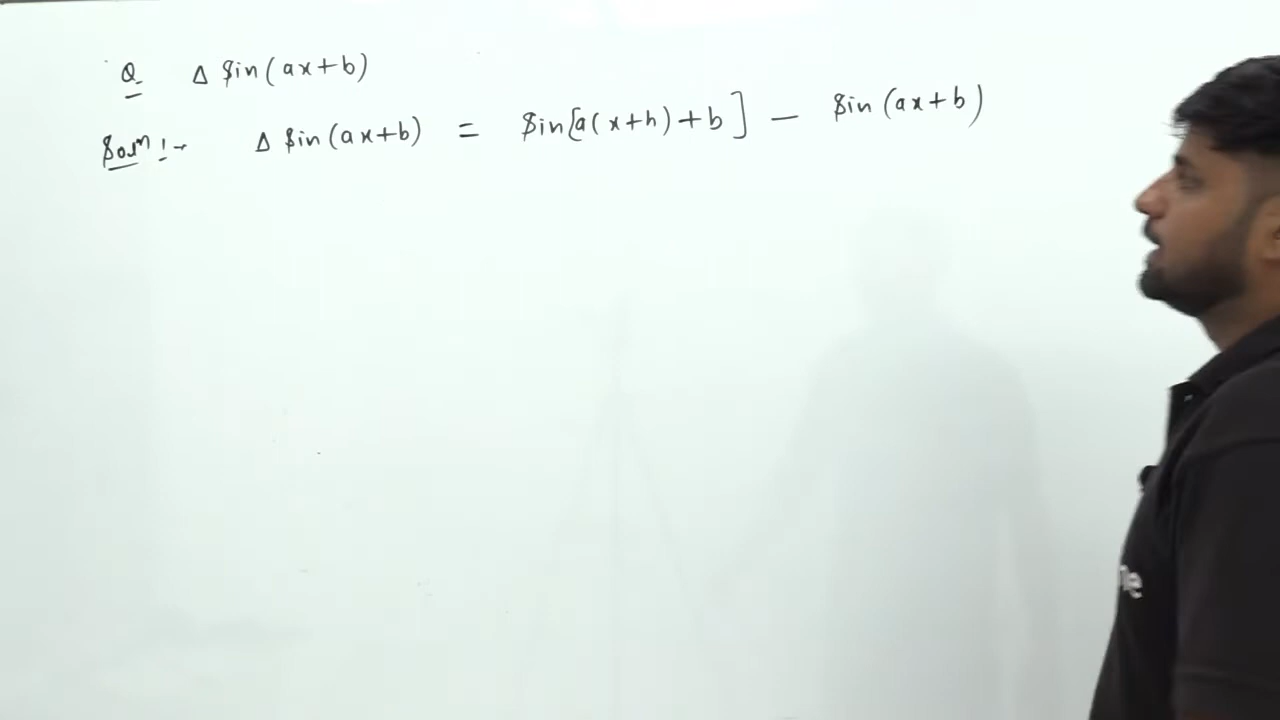 Q Δ Sin(ax+b)
Soln :- Δ Sin(ax+b) = Sin[a(x+h)+b] - Sin(ax+b)